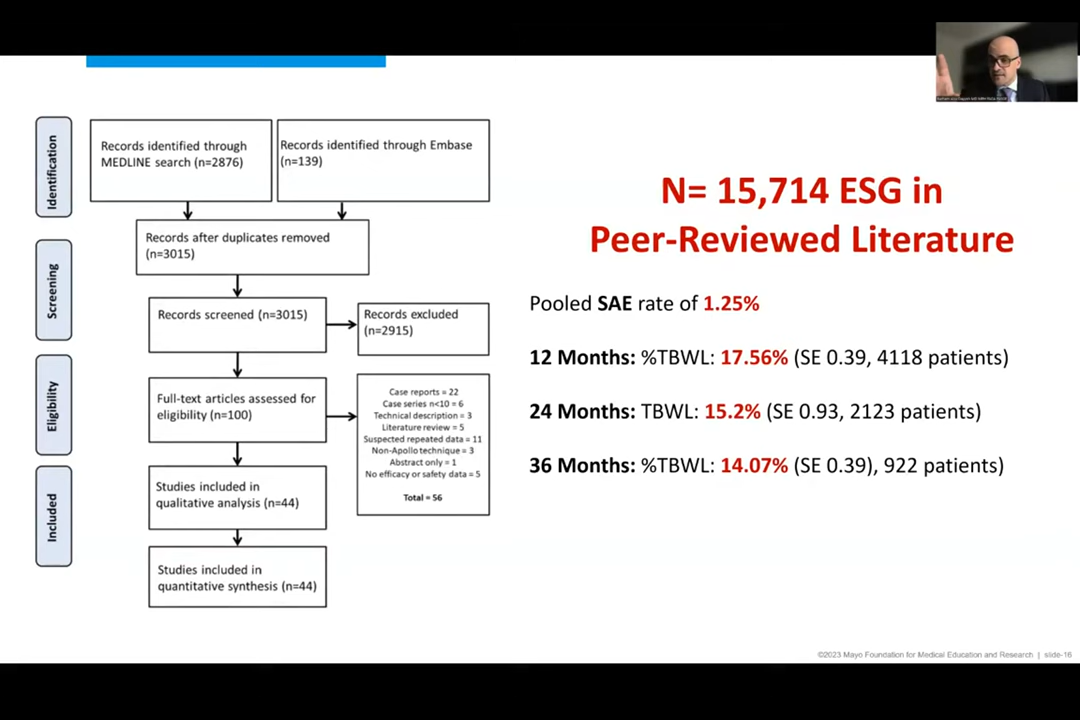 Identification
Records identified through
MEDLINE search (n=2876)
Records identified through Embase
(n=139)
Screening
Records after duplicates removed
(n=3015)
Records screened (n=3015)
Records excluded
(n=2915)
Eligibility
Full-text articles assessed for
eligibility (n=100)
Case reports = 22
Case series n<10 = 6
Technical description = 3
Literature review = 5
Suspected repeated data = 11
Non-Apollo technique = 3
Abstract only = 1
No efficacy or safety data = 5
Total = 56
Included
Studies included in
qualitative analysis (n=44)
Studies included in
quantitative synthesis (n=44)
N= 15,714 ESG in
Peer-Reviewed Literature
Pooled SAE rate of 1.25%
12 Months: %TBWL: 17.56% (SE 0.39, 4118 patients)
24 Months: TBWL: 15.2% (SE 0.93, 2123 patients)
36 Months: %TBWL: 14.07% (SE 0.39), 922 patients)
©2023 Mayo Foundation for Medical Education and Research | slide-16